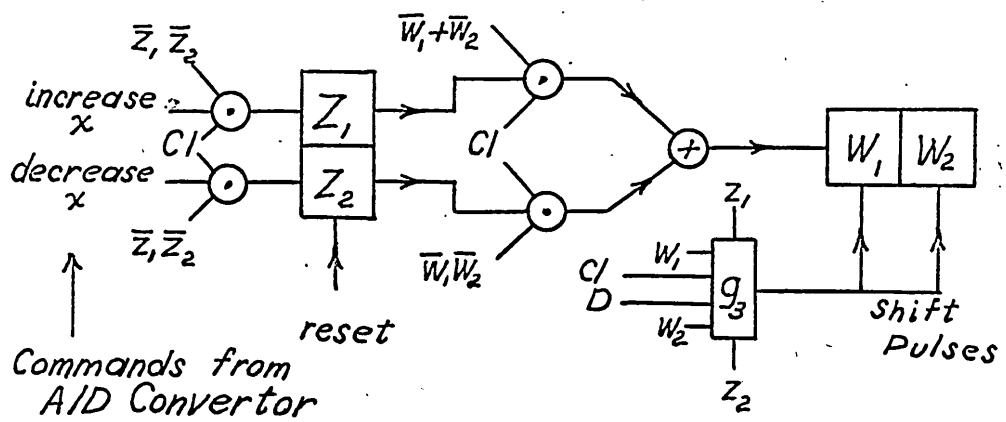 Z̅₁ Z̅₂
W̅₁+W̅₂
increase
x
Cl
decrease
x
Z̅₁ Z̅₂
Z₁
Z₂
Cl
W̅₁W̅₂
+
W₁ W₂
Z₁
W₁
Cl
D
W₂
g₃
Z₂
Shift
Pulses
reset
Commands from
A/D Convertor